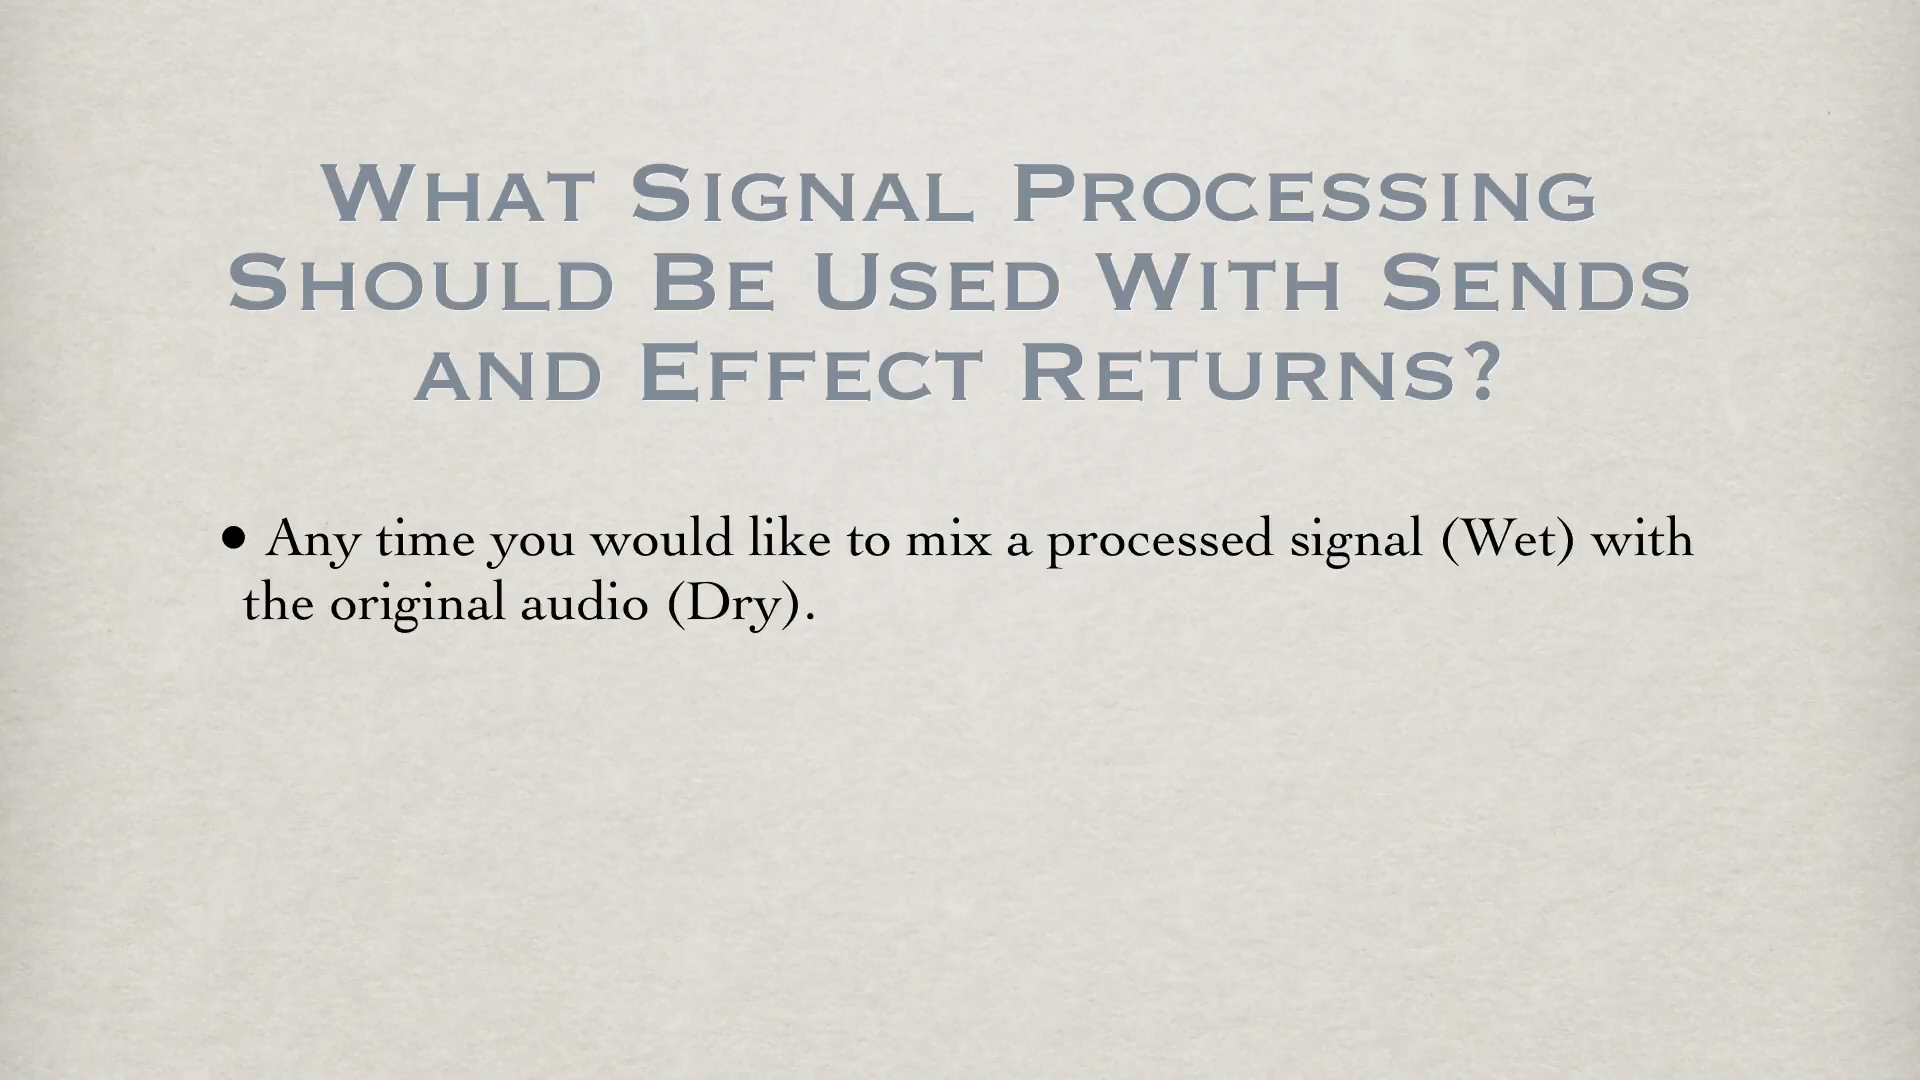 What Signal Processing
Should Be Used With Sends
and Effect Returns?
• Any time you would like to mix a processed signal (Wet) with
the original audio (Dry).